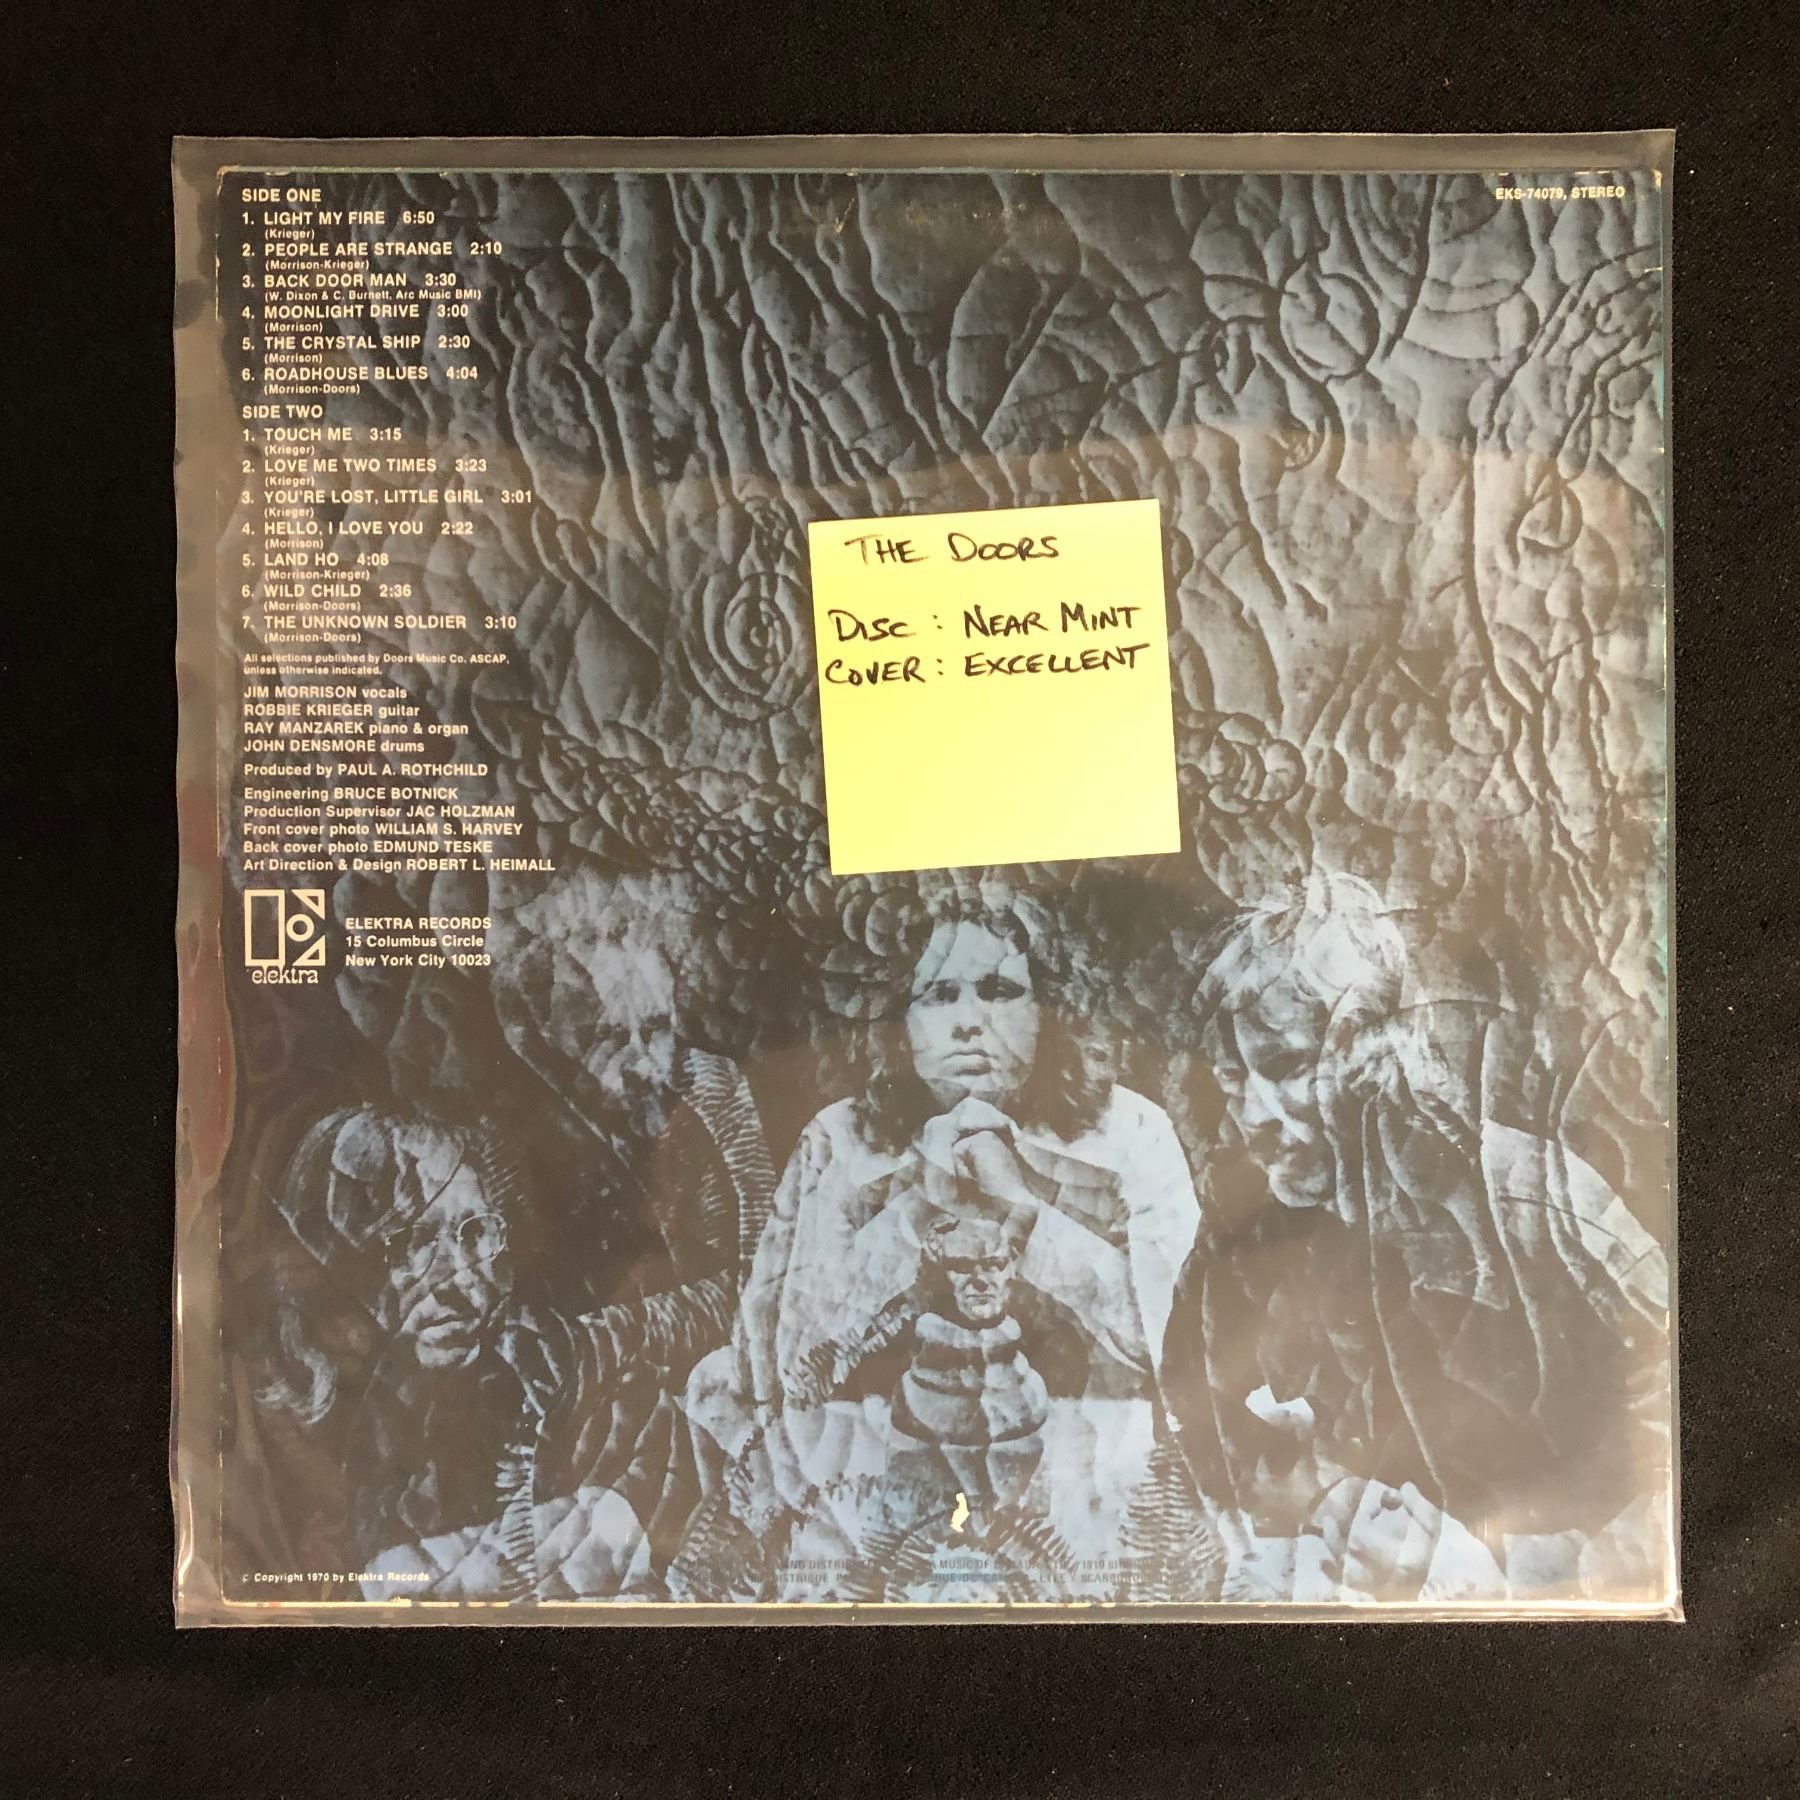 SIDE ONE
1. LIGHT MY FIRE 6:50
(Krieger)
2. PEOPLE ARE STRANGE 2:10
(Morrison-Krieger)
3. BACK DOOR MAN 3:30
(W. Dixon & C. Burnett, Arc Music BMI)
4. MOONLIGHT DRIVE 3:00
(Morrison)
5. THE CRYSTAL SHIP 2:30
(Morrison)
6. ROADHOUSE BLUES 4:04
(Morrison-Doors)
SIDE TWO
1. TOUCH ME 3:15
(Krieger)
2. LOVE ME TWO TIMES 3:23
(Krieger)
3. YOU'RE LOST, LITTLE GIRL 3:01
(Krieger)
4. HELLO, I LOVE YOU 2:22
(Morrison)
5. LAND HO 4:08
(Morrison-Krieger)
6. WILD CHILD 2:36
(Morrison-Doors)
7. THE UNKNOWN SOLDIER 3:10
(Morrison-Doors)
All selections published by Doors Music Co. ASCAP,
unless otherwise indicated.
JIM MORRISON vocals
ROBBIE KRIEGER guitar
RAY MANZAREK piano & organ
JOHN DENSMORE drums
Produced by PAUL A. ROTHCHILD
Engineering BRUCE BOTNICK
Production Supervisor JAC HOLZMAN
Front cover photo WILLIAM S. HARVEY
Back cover photo EDMUND TESKE
Art Direction & Design ROBERT L. HEIMALL
elektra
ELEKTRA RECORDS
15 Columbus Circle
New York City 10023
EKS-74079, STEREO
THE DOORS
DISC: NEAR MINT
COVER: EXCELLENT
© Copyright 1970 by Elektra Records
MUSIC OF